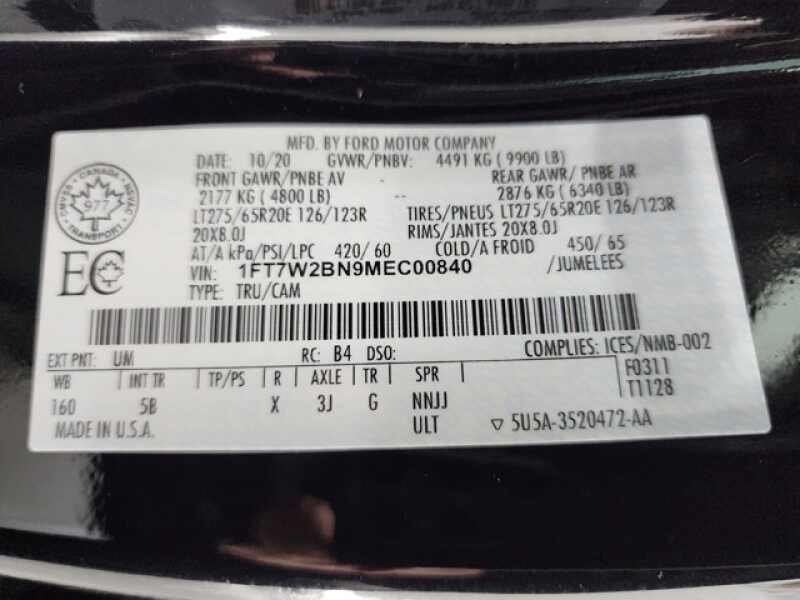 MFD. BY FORD MOTOR COMPANY
DATE: 10/20 GVWR/PNBV: 4491 KG ( 9900 LB)
FRONT GAWR/PNBE AV REAR GAWR/ PNBE AR
2177 KG ( 4800 LB) -- 2876 KG ( 6340 LB)
LT275/65R20E 126/123R TIRES/PNEUS LT275/65R20E 126/123R
20X8.0J RIMS/JANTES 20X8.0J
AT/A kPa/PSI/LPC 420/ 60 COLD/A FROID 450/ 65
VIN: 1FT7W2BN9MEC00840 /JUMELEES
TYPE: TRU/CAM
CANADA
CMVSS NSVAC
977
TRANSPORT
EC
EXT PNT: UM RC: B4 DSO: COMPLIES: ICES/NMB-002
WB INT TR TP/PS R AXLE TR SPR F0311
T1128
160 5B X 3J G NNJJ
ULT ▽ 5U5A-3520472-AA
MADE IN U.S.A.